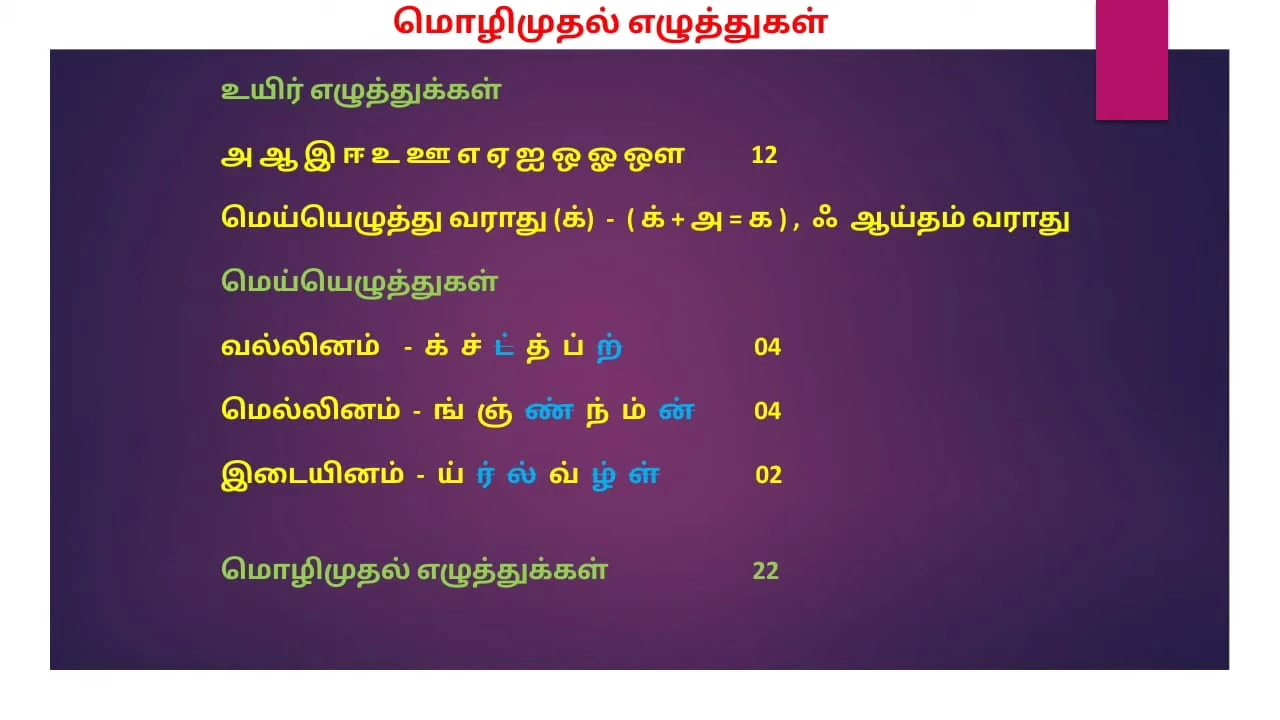 மொழிமுதல் எழுத்துகள்
உயிர் எழுத்துக்கள்
அ ஆ இ ஈ உ ஊ எ ஏ ஐ ஒ ஓ ஔ 12
மெய்யெழுத்து வராது (க்) - ( க் + அ = க ) , ஃ ஆய்தம் வராது
மெய்யெழுத்துகள்
வல்லினம் - க் ச் ட் த் ப் ற் 04
மெல்லினம் - ங் ஞ் ண் ந் ம் ன் 04
இடையினம் - ய் ர் ல் வ் ழ் ள் 02
மொழிமுதல் எழுத்துக்கள் 22